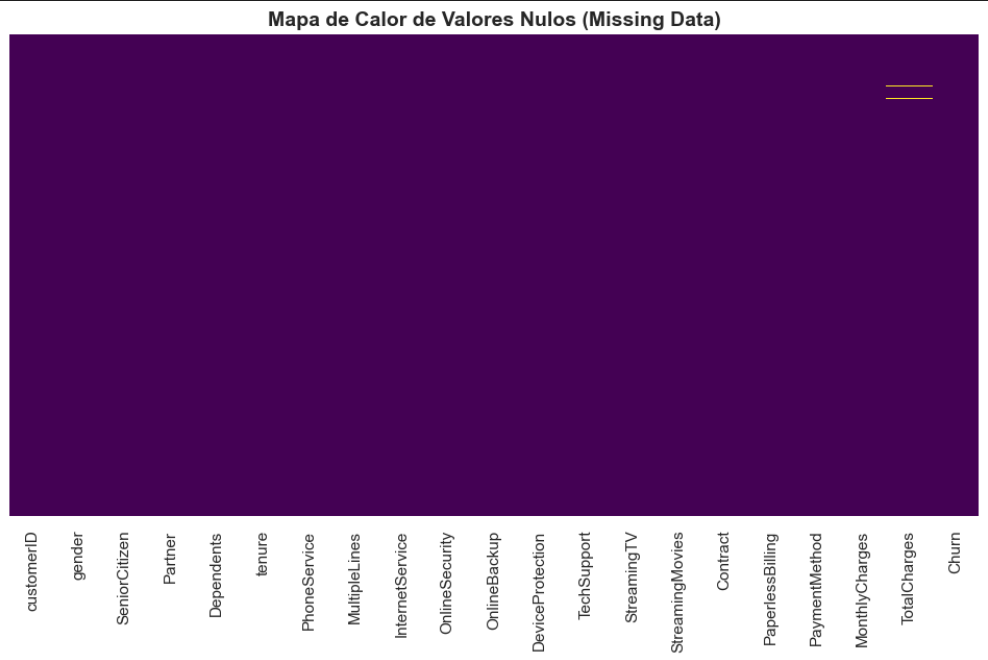 Mapa de Calor de Valores Nulos (Missing Data)
customerID
gender
SeniorCitizen
Partner
Dependents
tenure
PhoneService
MultipleLines
InternetService
OnlineSecurity
OnlineBackup
DeviceProtection
TechSupport
StreamingTV
StreamingMovies
Contract
PaperlessBilling
PaymentMethod
MonthlyCharges
TotalCharges
Churn